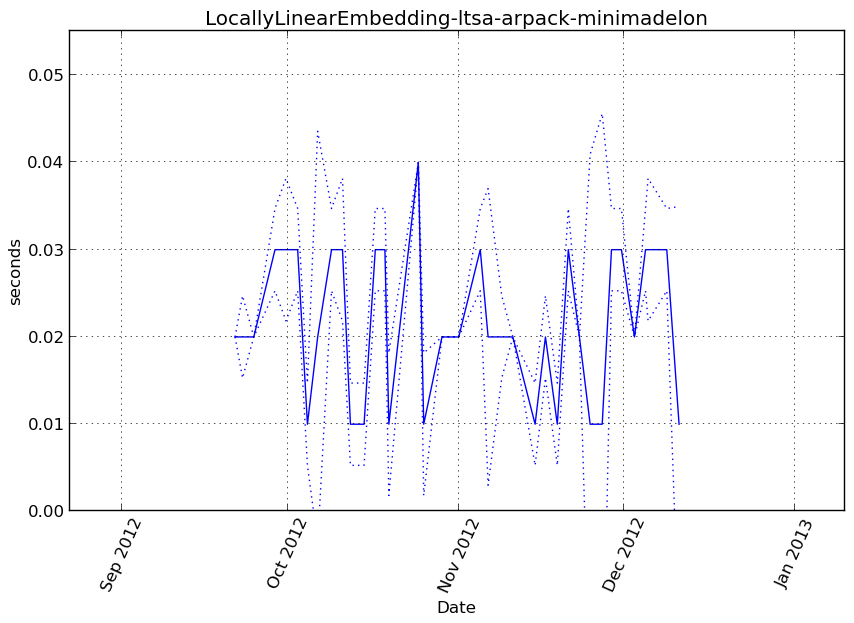 LocallyLinearEmbedding-ltsa-arpack-minimadelon
0.05
0.04
0.03
0.02
0.01
0.00
seconds
Sep 2012
Oct 2012
Nov 2012
Dec 2012
Jan 2013
Date